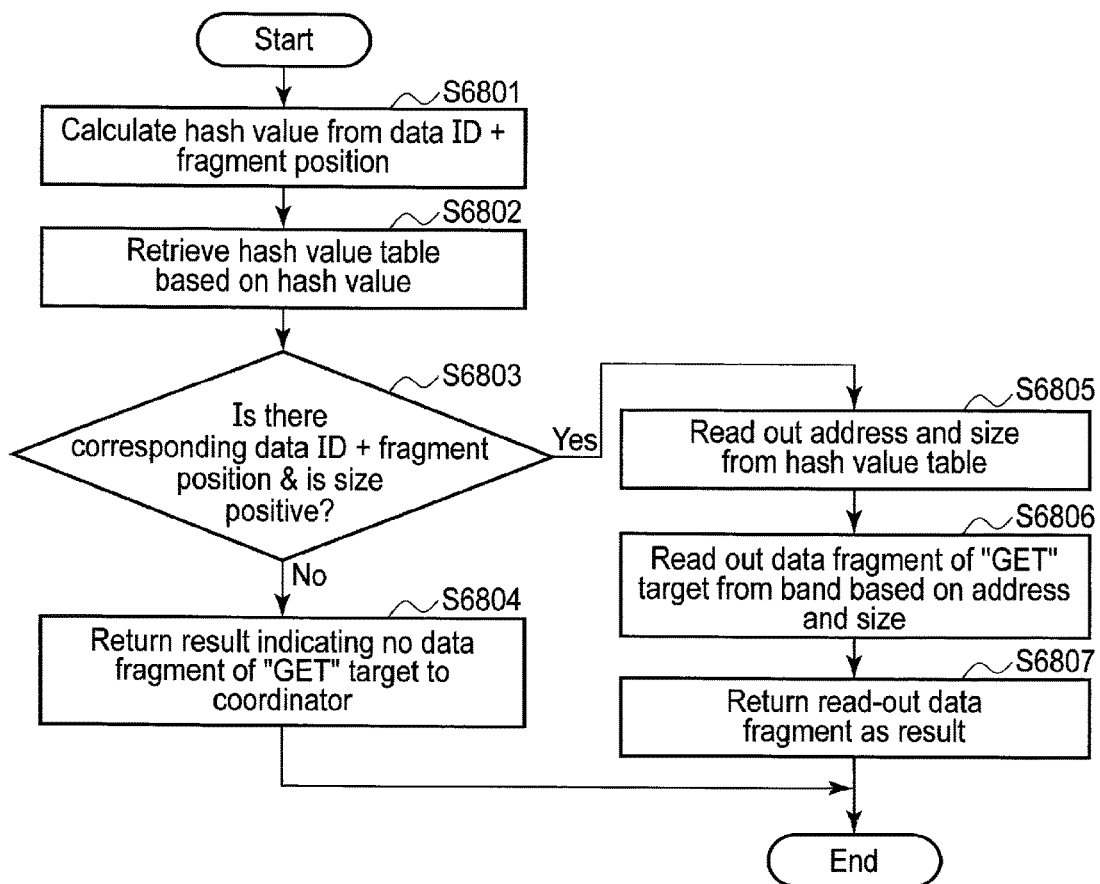 Start
S6801
Calculate hash value from data ID +
fragment position
S6802
Retrieve hash value table
based on hash value
S6803
Is there
corresponding data ID + fragment
position & is size
positive?
Yes
No
S6804
Return result indicating no data
fragment of "GET" target to
coordinator
S6805
Read out address and size
from hash value table
S6806
Read out data fragment of "GET"
target from band based on address
and size
S6807
Return read-out data
fragment as result
End